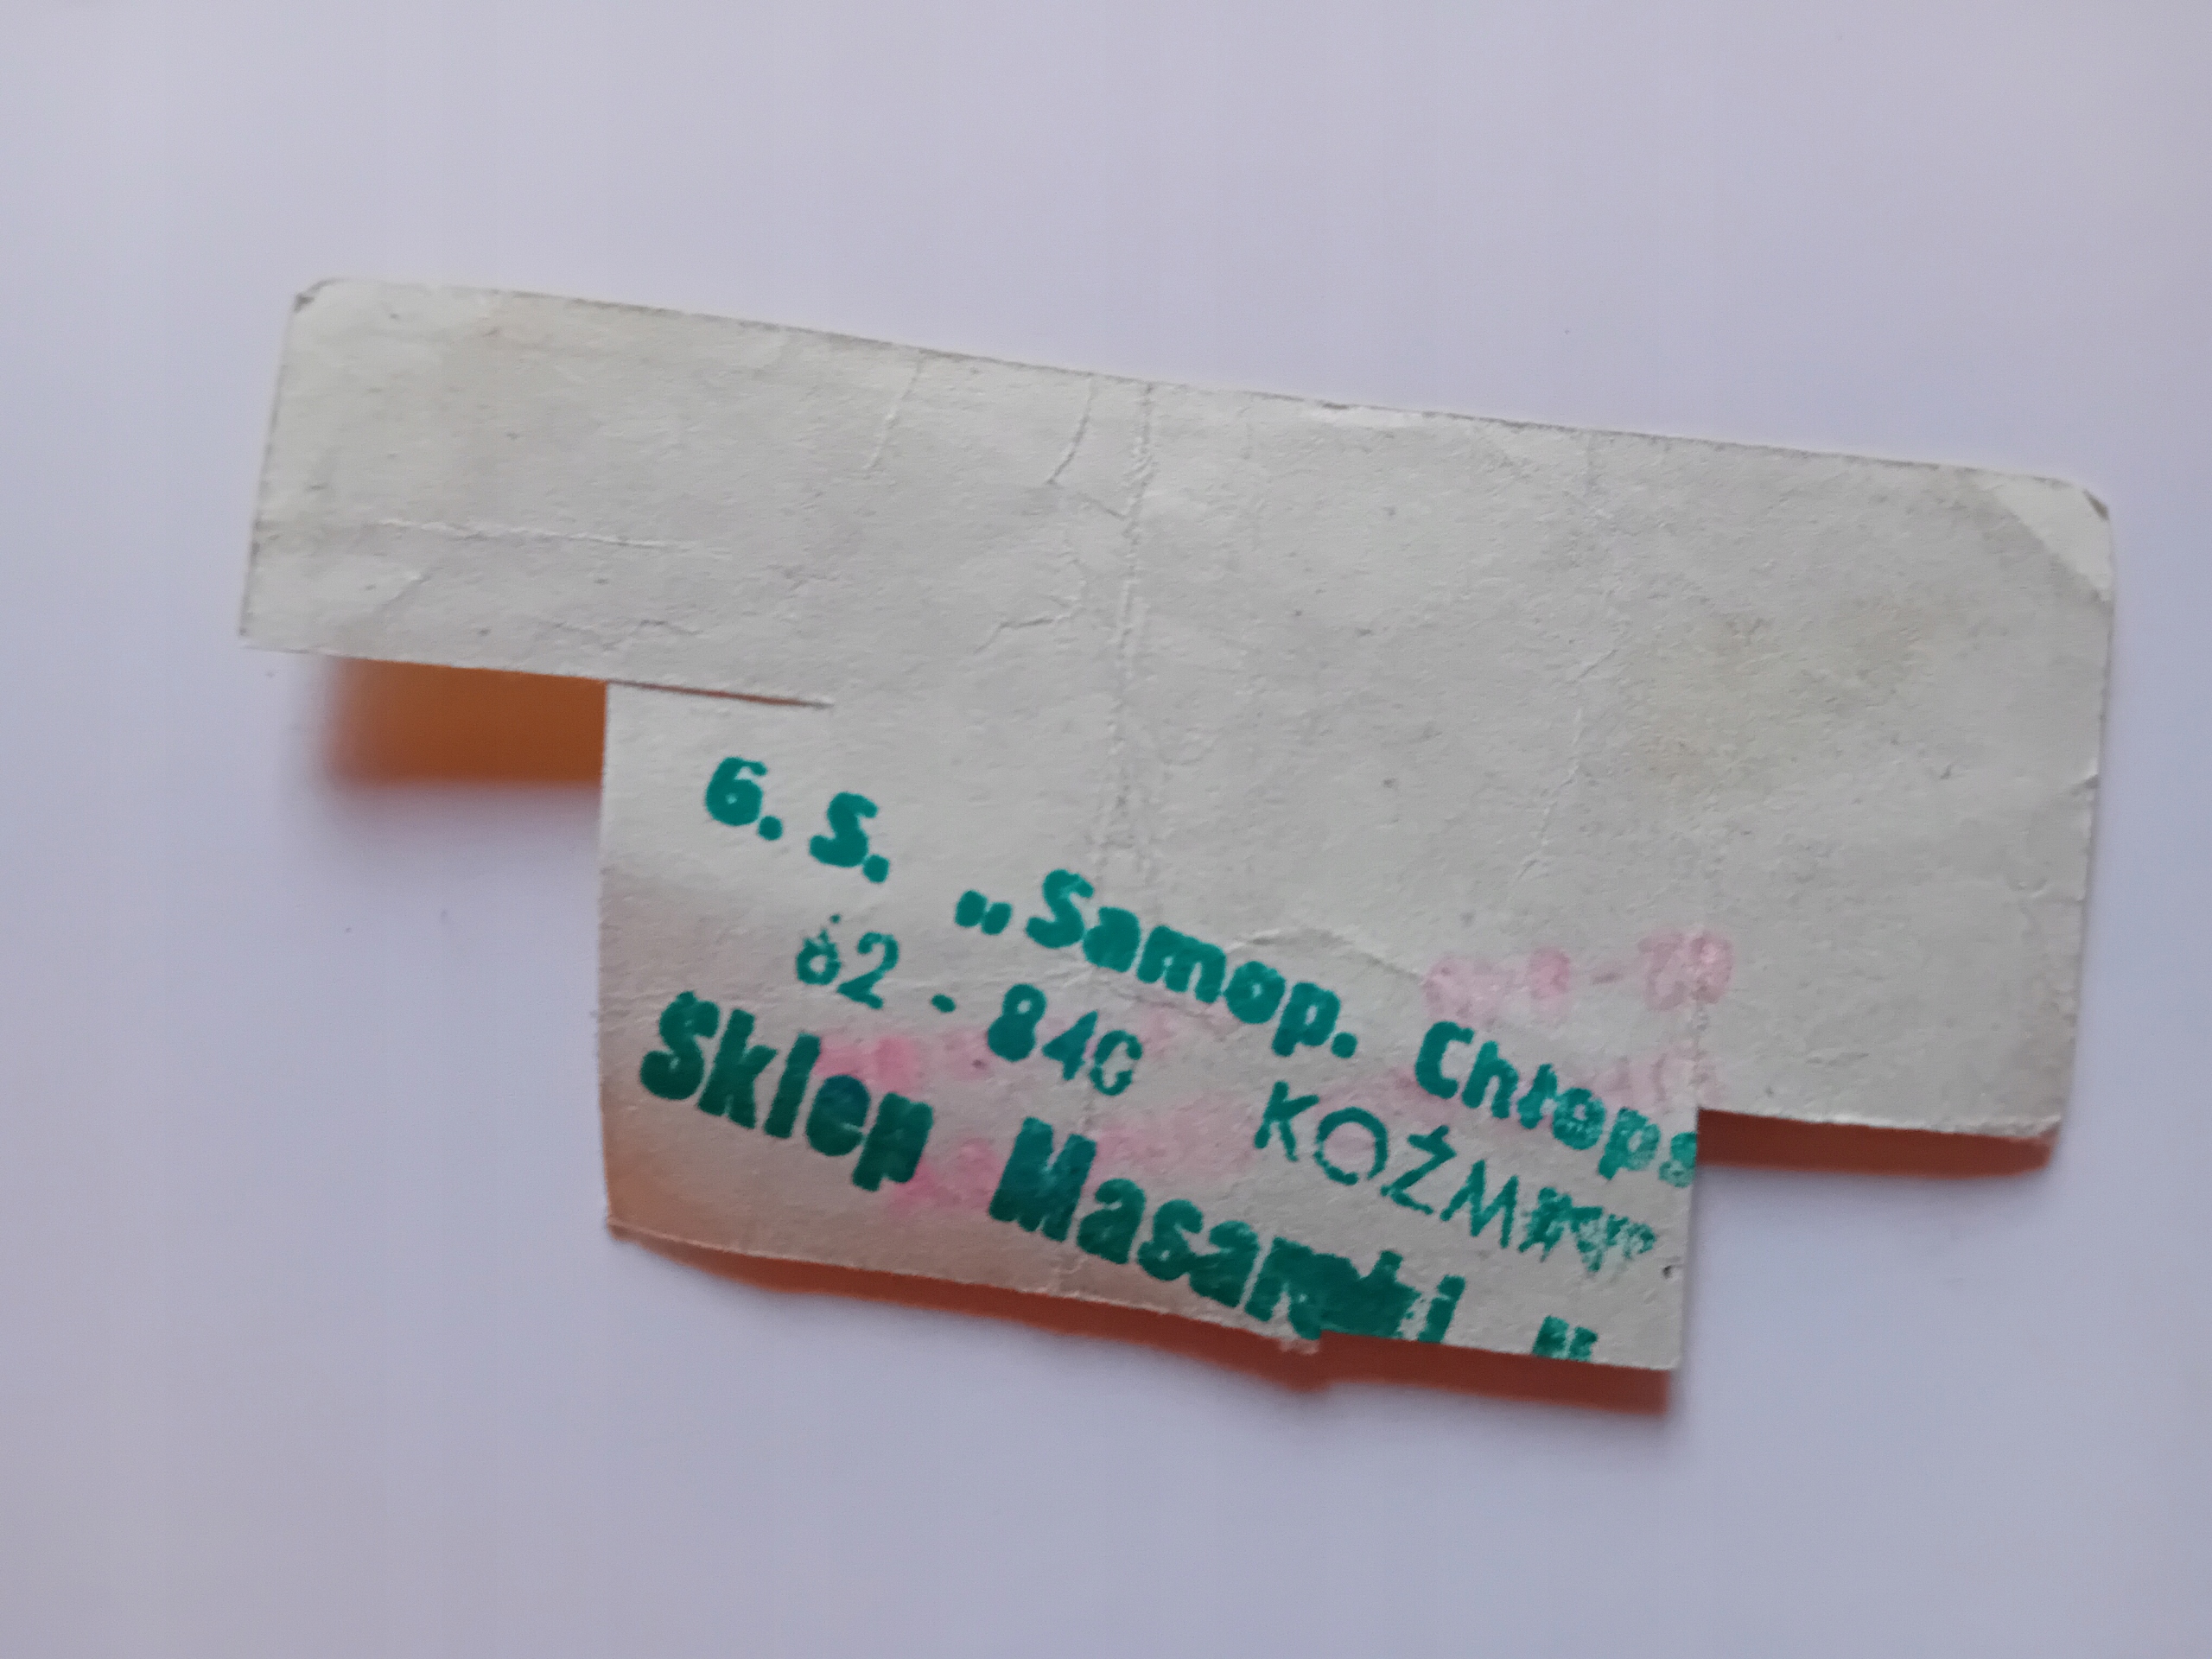 G. S. „Samop. Chłops
62 - 840 KOŹMIN
Sklep Masarski "